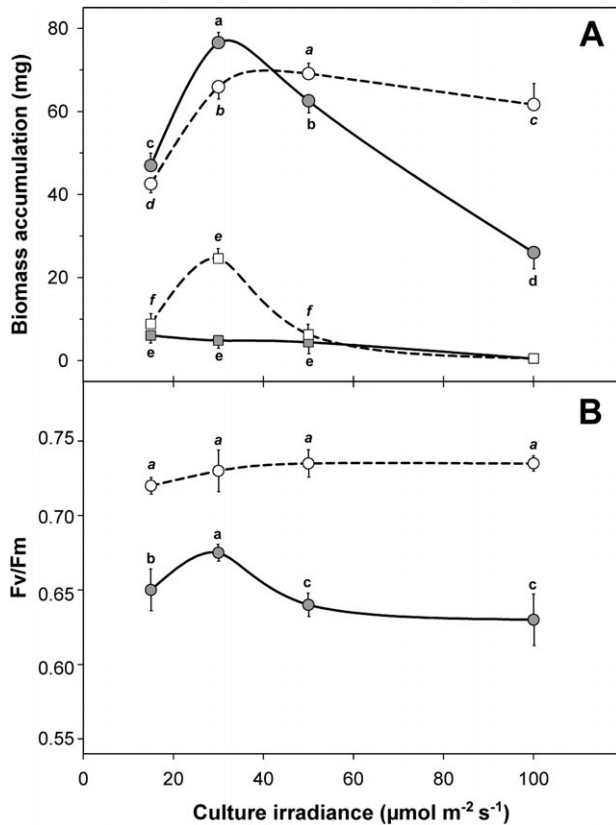 A
80
60
40
20
0
Biomass accumulation (mg)
a
a
c
b
b
c
d
d
e
f
f
e
e
e
B
0.75
0.70
0.65
0.60
0.55
Fv/Fm
a
a
a
a
b
a
c
c
0
20
40
60
80
100
Culture irradiance (µmol m⁻² s⁻¹)